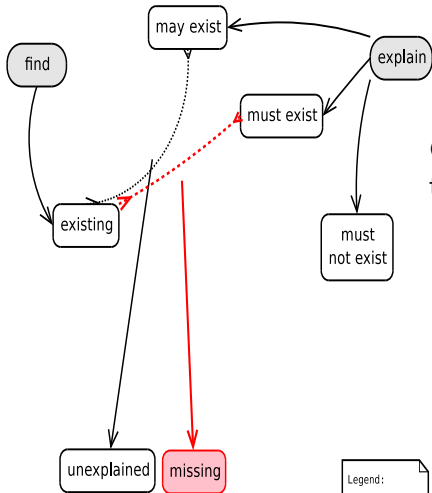 may exist
find
explain
must exist
existing
must
not exist
unexplained
missing
Legend: